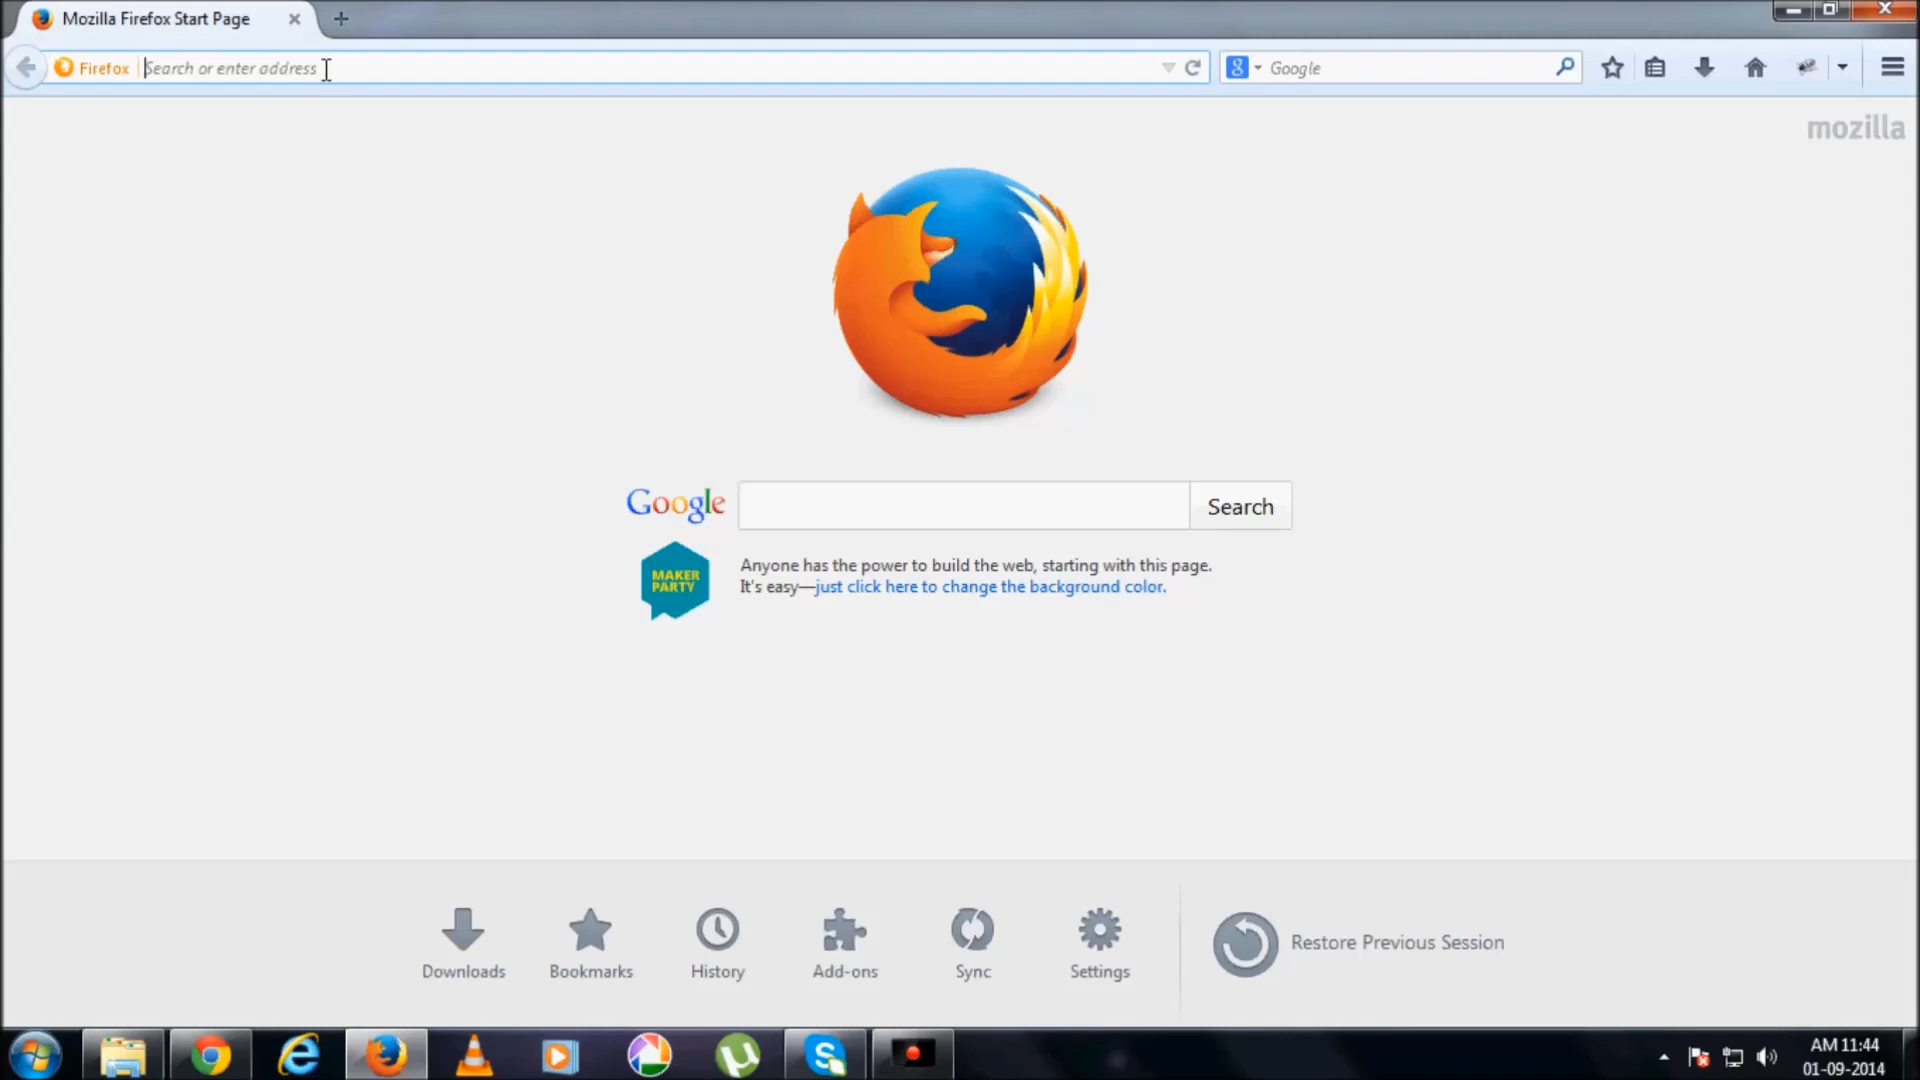 Mozilla Firefox Start Page
Firefox
Search or enter address
Google
mozilla
Google
Search
MAKER
PARTY
Anyone has the power to build the web, starting with this page.
It's easy—just click here to change the background color.
Downloads
Bookmarks
History
Add-ons
Sync
Settings
Restore Previous Session
AM 11:44
01-09-2014